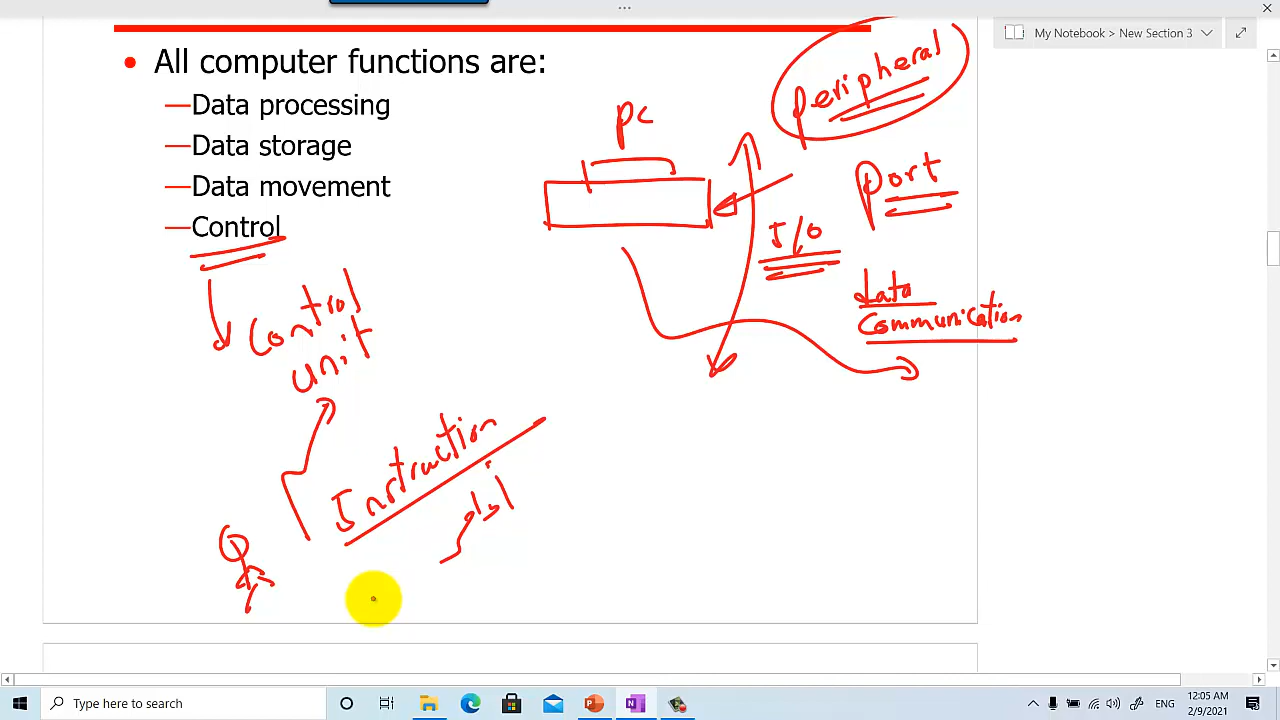 My Notebook > New Section 3
All computer functions are:
—Data processing
—Data storage
—Data movement
—Control
PC
Peripheral
Port
I/O
data
Communication
Control
unit
Instruction
Type here to search
ENG
12:05 AM
2/9/2021